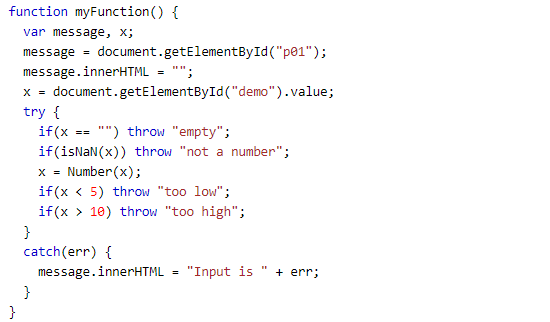 function myFunction() {
  var message, x;
  message = document.getElementById("p01");
  message.innerHTML = "";
  x = document.getElementById("demo").value;
  try {
    if(x == "") throw "empty";
    if(isNaN(x)) throw "not a number";
    x = Number(x);
    if(x < 5) throw "too low";
    if(x > 10) throw "too high";
  }
  catch(err) {
    message.innerHTML = "Input is " + err;
  }
}